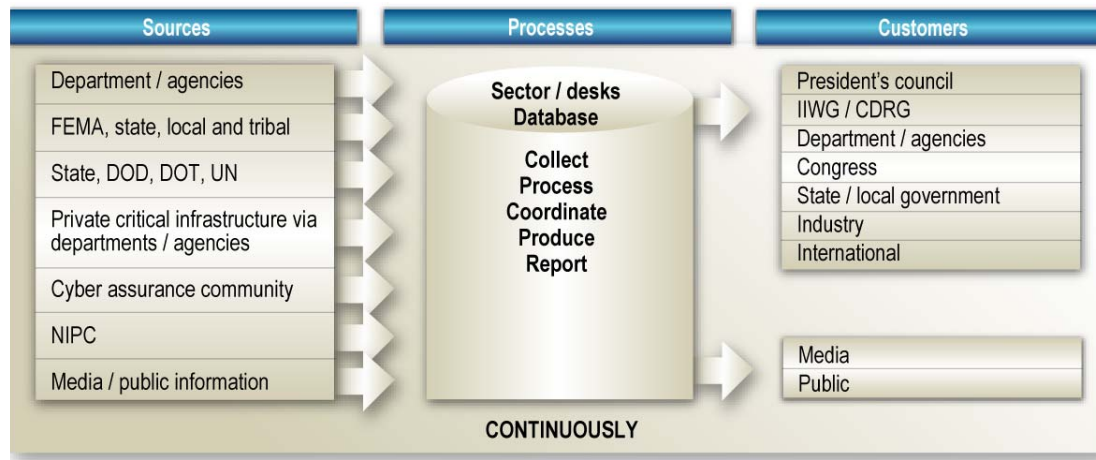 Sources
Department / agencies
FEMA, state, local and tribal
State, DOD, DOT, UN
Private critical infrastructure via
departments / agencies
Cyber assurance community
NIPC
Media / public information
Processes
Sector / desks
Database
Collect
Process
Coordinate
Produce
Report
CONTINUOUSLY
Customers
President's council
IIWG / CDRG
Department / agencies
Congress
State / local government
Industry
International
Media
Public